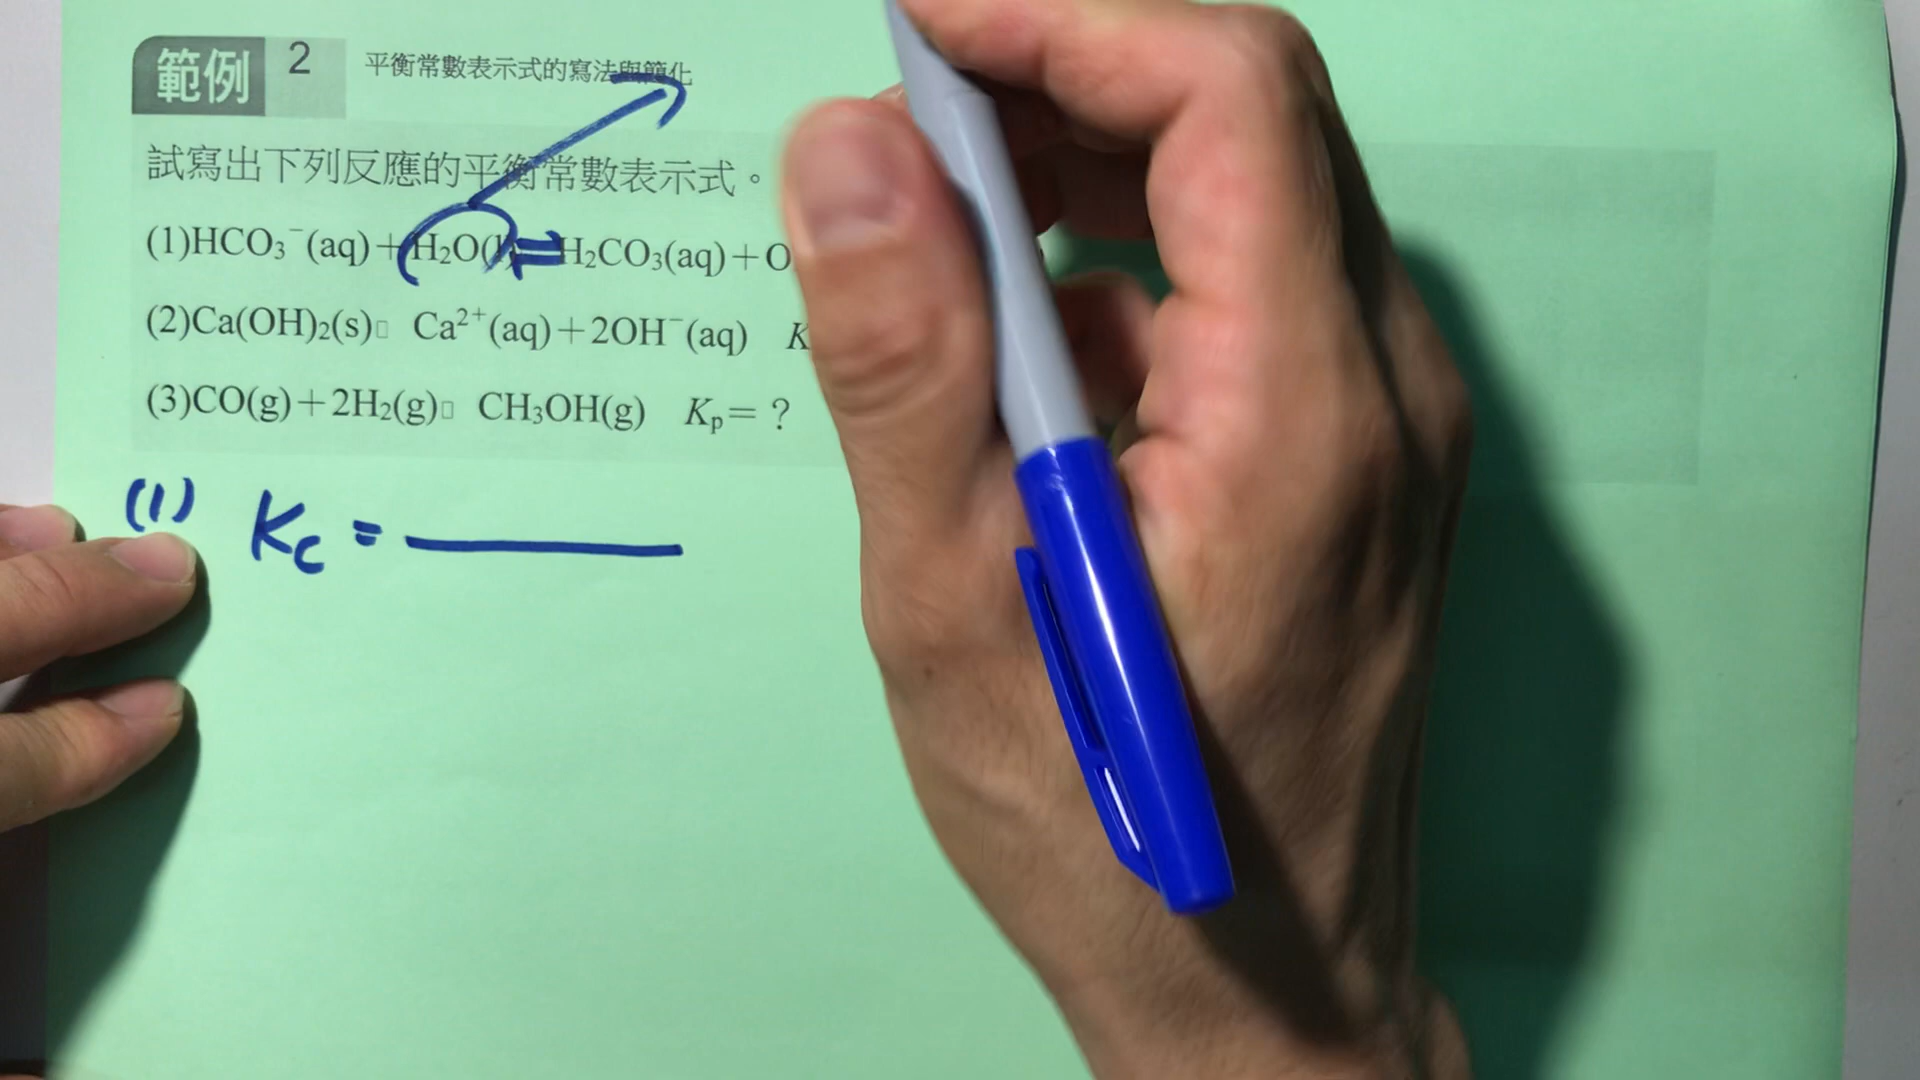 範例 2 平衡常數表示式的寫法與簡化
試寫出下列反應的平衡常數表示式。
(1)HCO₃⁻(aq)+H₂O(l)⇌H₂CO₃(aq)+O
(2)Ca(OH)₂(s)▯ Ca²⁺(aq)+2OH⁻(aq) K
(3)CO(g)+2H₂(g)▯ CH₃OH(g) Kₚ=?
(1) Kc =